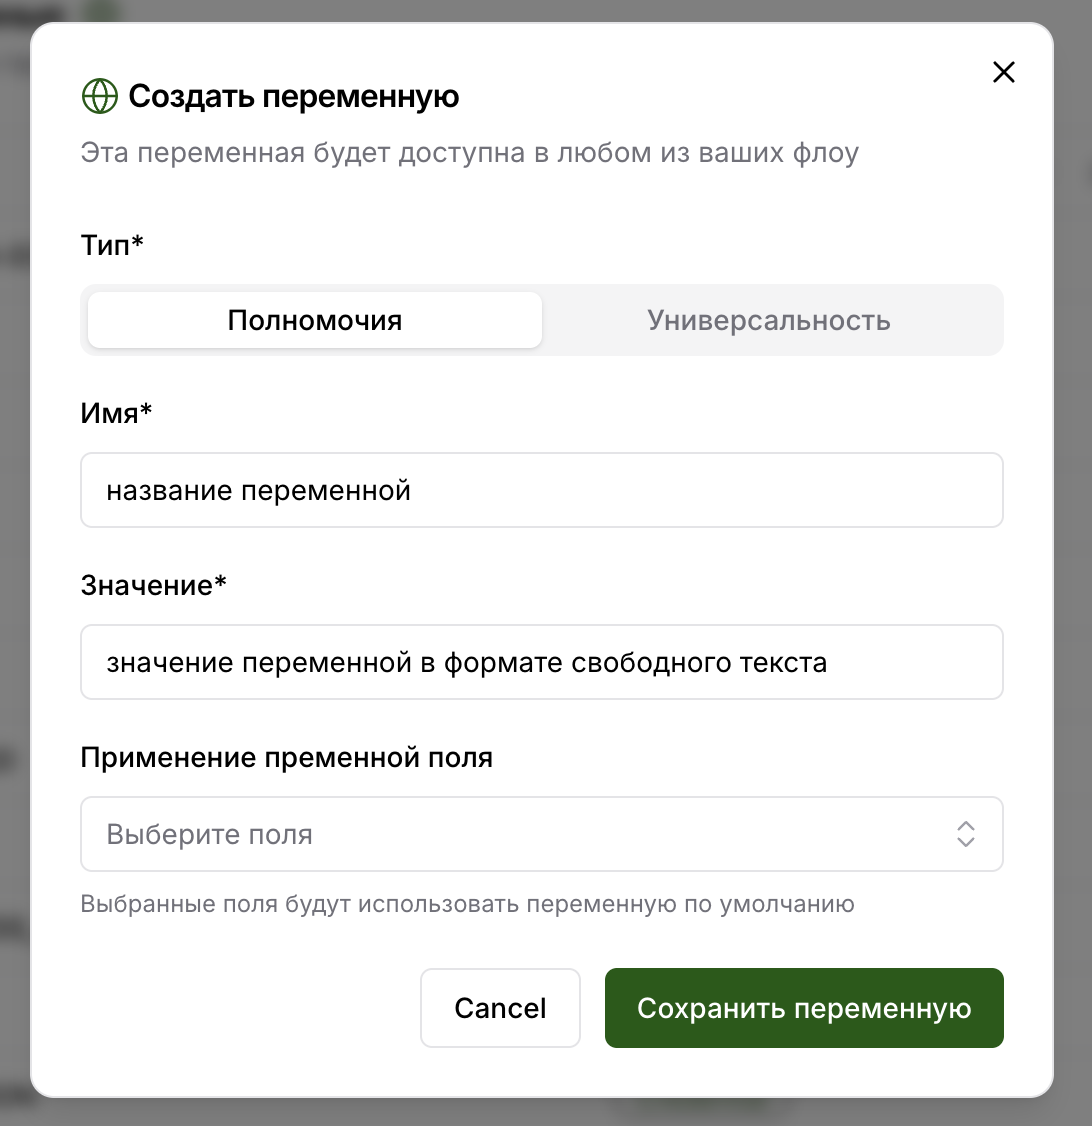 Создать переменную
Эта переменная будет доступна в любом из ваших флоу
Тип*
Полномочия Универсальность
Имя*
название переменной
Значение*
значение переменной в формате свободного текста
Применение пременной поля
Выберите поля
Выбранные поля будут использовать переменную по умолчанию
Cancel Сохранить переменную